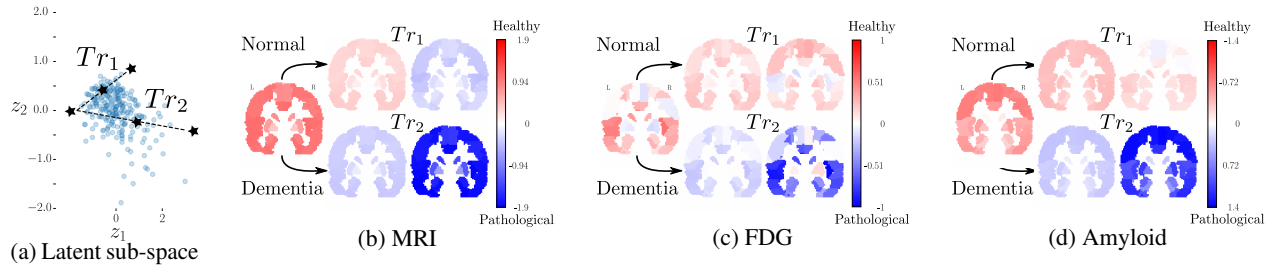 2.0
1.0
z2
0.0
-1.0
-2.0
0
2
z1
Tr1
Tr2
(a) Latent sub-space
Normal
Tr1
L
R
Tr2
Dementia
Healthy
1.9
0.94
0
-0.94
-1.9
Pathological
(b) MRI
Normal
Tr1
L
R
Tr2
Dementia
Healthy
1
0.51
0
-0.51
-1
Pathological
(c) FDG
Normal
Tr1
L
R
Tr2
Dementia
Healthy
-1.4
-0.72
0
0.72
1.4
Pathological
(d) Amyloid